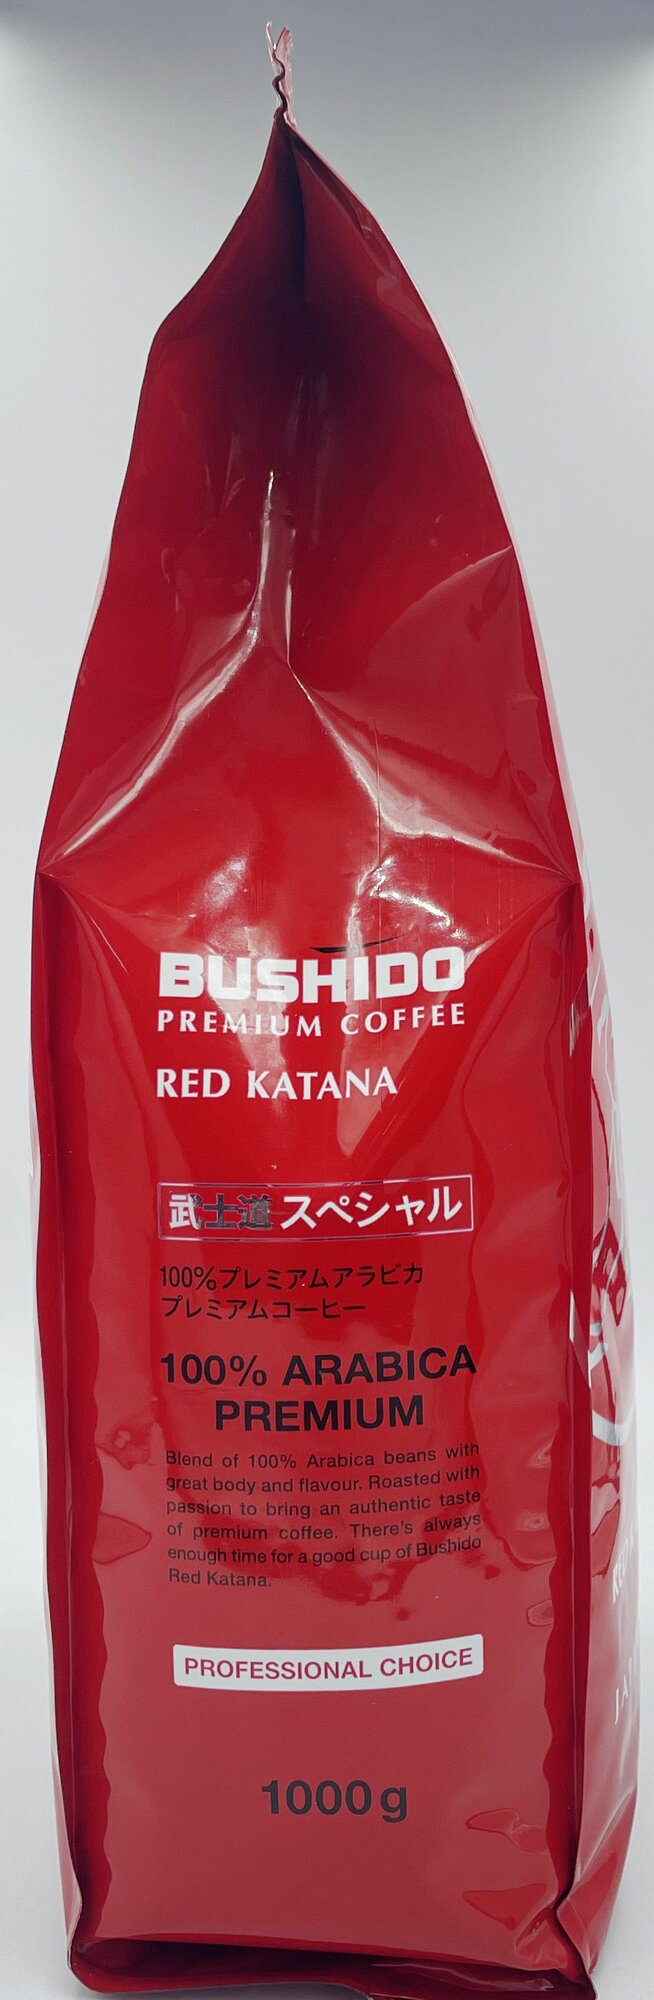 BUSHIDO
PREMIUM COFFEE
RED KATANA
武士道 スペシャル
100%プレミアムアラビカ
プレミアムコーヒー
100% ARABICA
PREMIUM
Blend of 100% Arabica beans with
great body and flavour. Roasted with
passion to bring an authentic taste
of premium coffee. There's always
enough time for a good cup of Bushido
Red Katana.
PROFESSIONAL CHOICE
1000g